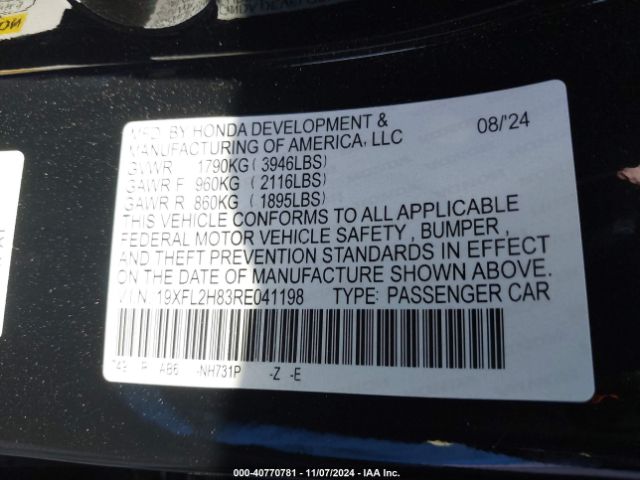 MFD. BY HONDA DEVELOPMENT & MANUFACTURING OF AMERICA, LLC 08/'24
GVWR 1790KG (3946LBS)
GAWR F 960KG (2116LBS)
GAWR R 860KG (1895LBS)
THIS VEHICLE CONFORMS TO ALL APPLICABLE
FEDERAL MOTOR VEHICLE SAFETY, BUMPER,
AND THEFT PREVENTION STANDARDS IN EFFECT
ON THE DATE OF MANUFACTURE SHOWN ABOVE.
V.I.N. 19XFL2H83RE041198 TYPE: PASSENGER CAR
-NH731P -Z -E
000-40770781 - 11/07/2024 - IAA Inc.